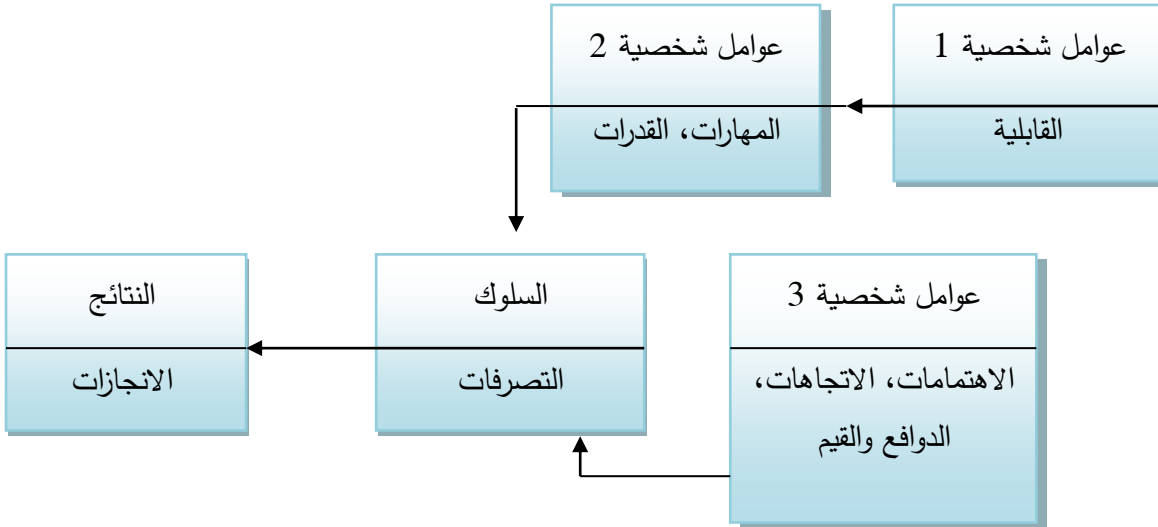 عوامل شخصية 1
القابلية
عوامل شخصية 2
المهارات، القدرات
عوامل شخصية 3
الاهتمامات، الاتجاهات،
الدوافع والقيم
السلوك
التصرفات
النتائج
الانجازات